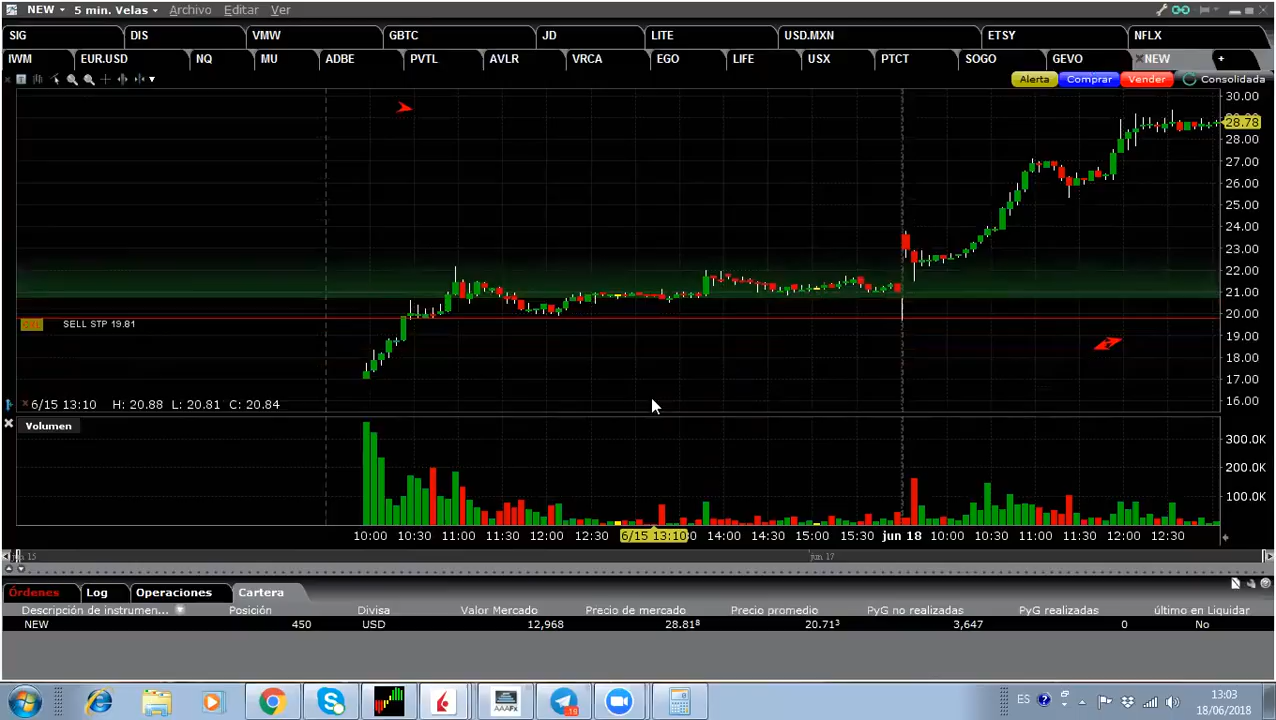 NEW 5 min. Velas Archivo Editar Ver
SIG DIS VMW GBTC JD LITE USD.MXN ETSY NFLX
IWM EUR.USD NQ MU ADBE PVTL AVLR VRCA EGO LIFE USX PTCT SOGO GEVO NEW +
Alerta Comprar Vender Consolidada
30.00
28.78
28.00
27.00
26.00
25.00
24.00
23.00
22.00
21.00
20.00
SELL STP 19.81
19.00
18.00
17.00
16.00
6/15 13:10 H: 20.88 L: 20.81 C: 20.84
Volumen
300.0K
200.0K
100.0K
10:00 10:30 11:00 11:30 12:00 12:30 6/15 13:10 14:00 14:30 15:00 15:30 jun 18 10:00 10:30 11:00 11:30 12:00 12:30
jun 17
Órdenes Log Operaciones Cartera
Descripción de instrumen... Posición Divisa Valor Mercado Precio de mercado Precio promedio PyG no realizadas PyG realizadas último en Liquidar
NEW 450 USD 12,968 28.81⁸ 20.71³ 3,647 0 No
AAAFx
ES
13:03
18/06/2018